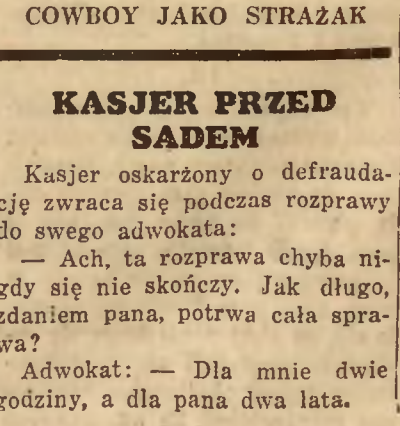 COWBOY JAKO STRAŻAK
KASJER PRZED
SADEM
Kasjer oskarżony o defrauda-
cję zwraca się podczas rozprawy
do swego adwokata:
— Ach, ta rozprawa chyba ni-
gdy się nie skończy. Jak długo,
zdaniem pana, potrwa cała spra-
wa?
Adwokat: — Dla mnie dwie
godziny, a dla pana dwa lata.